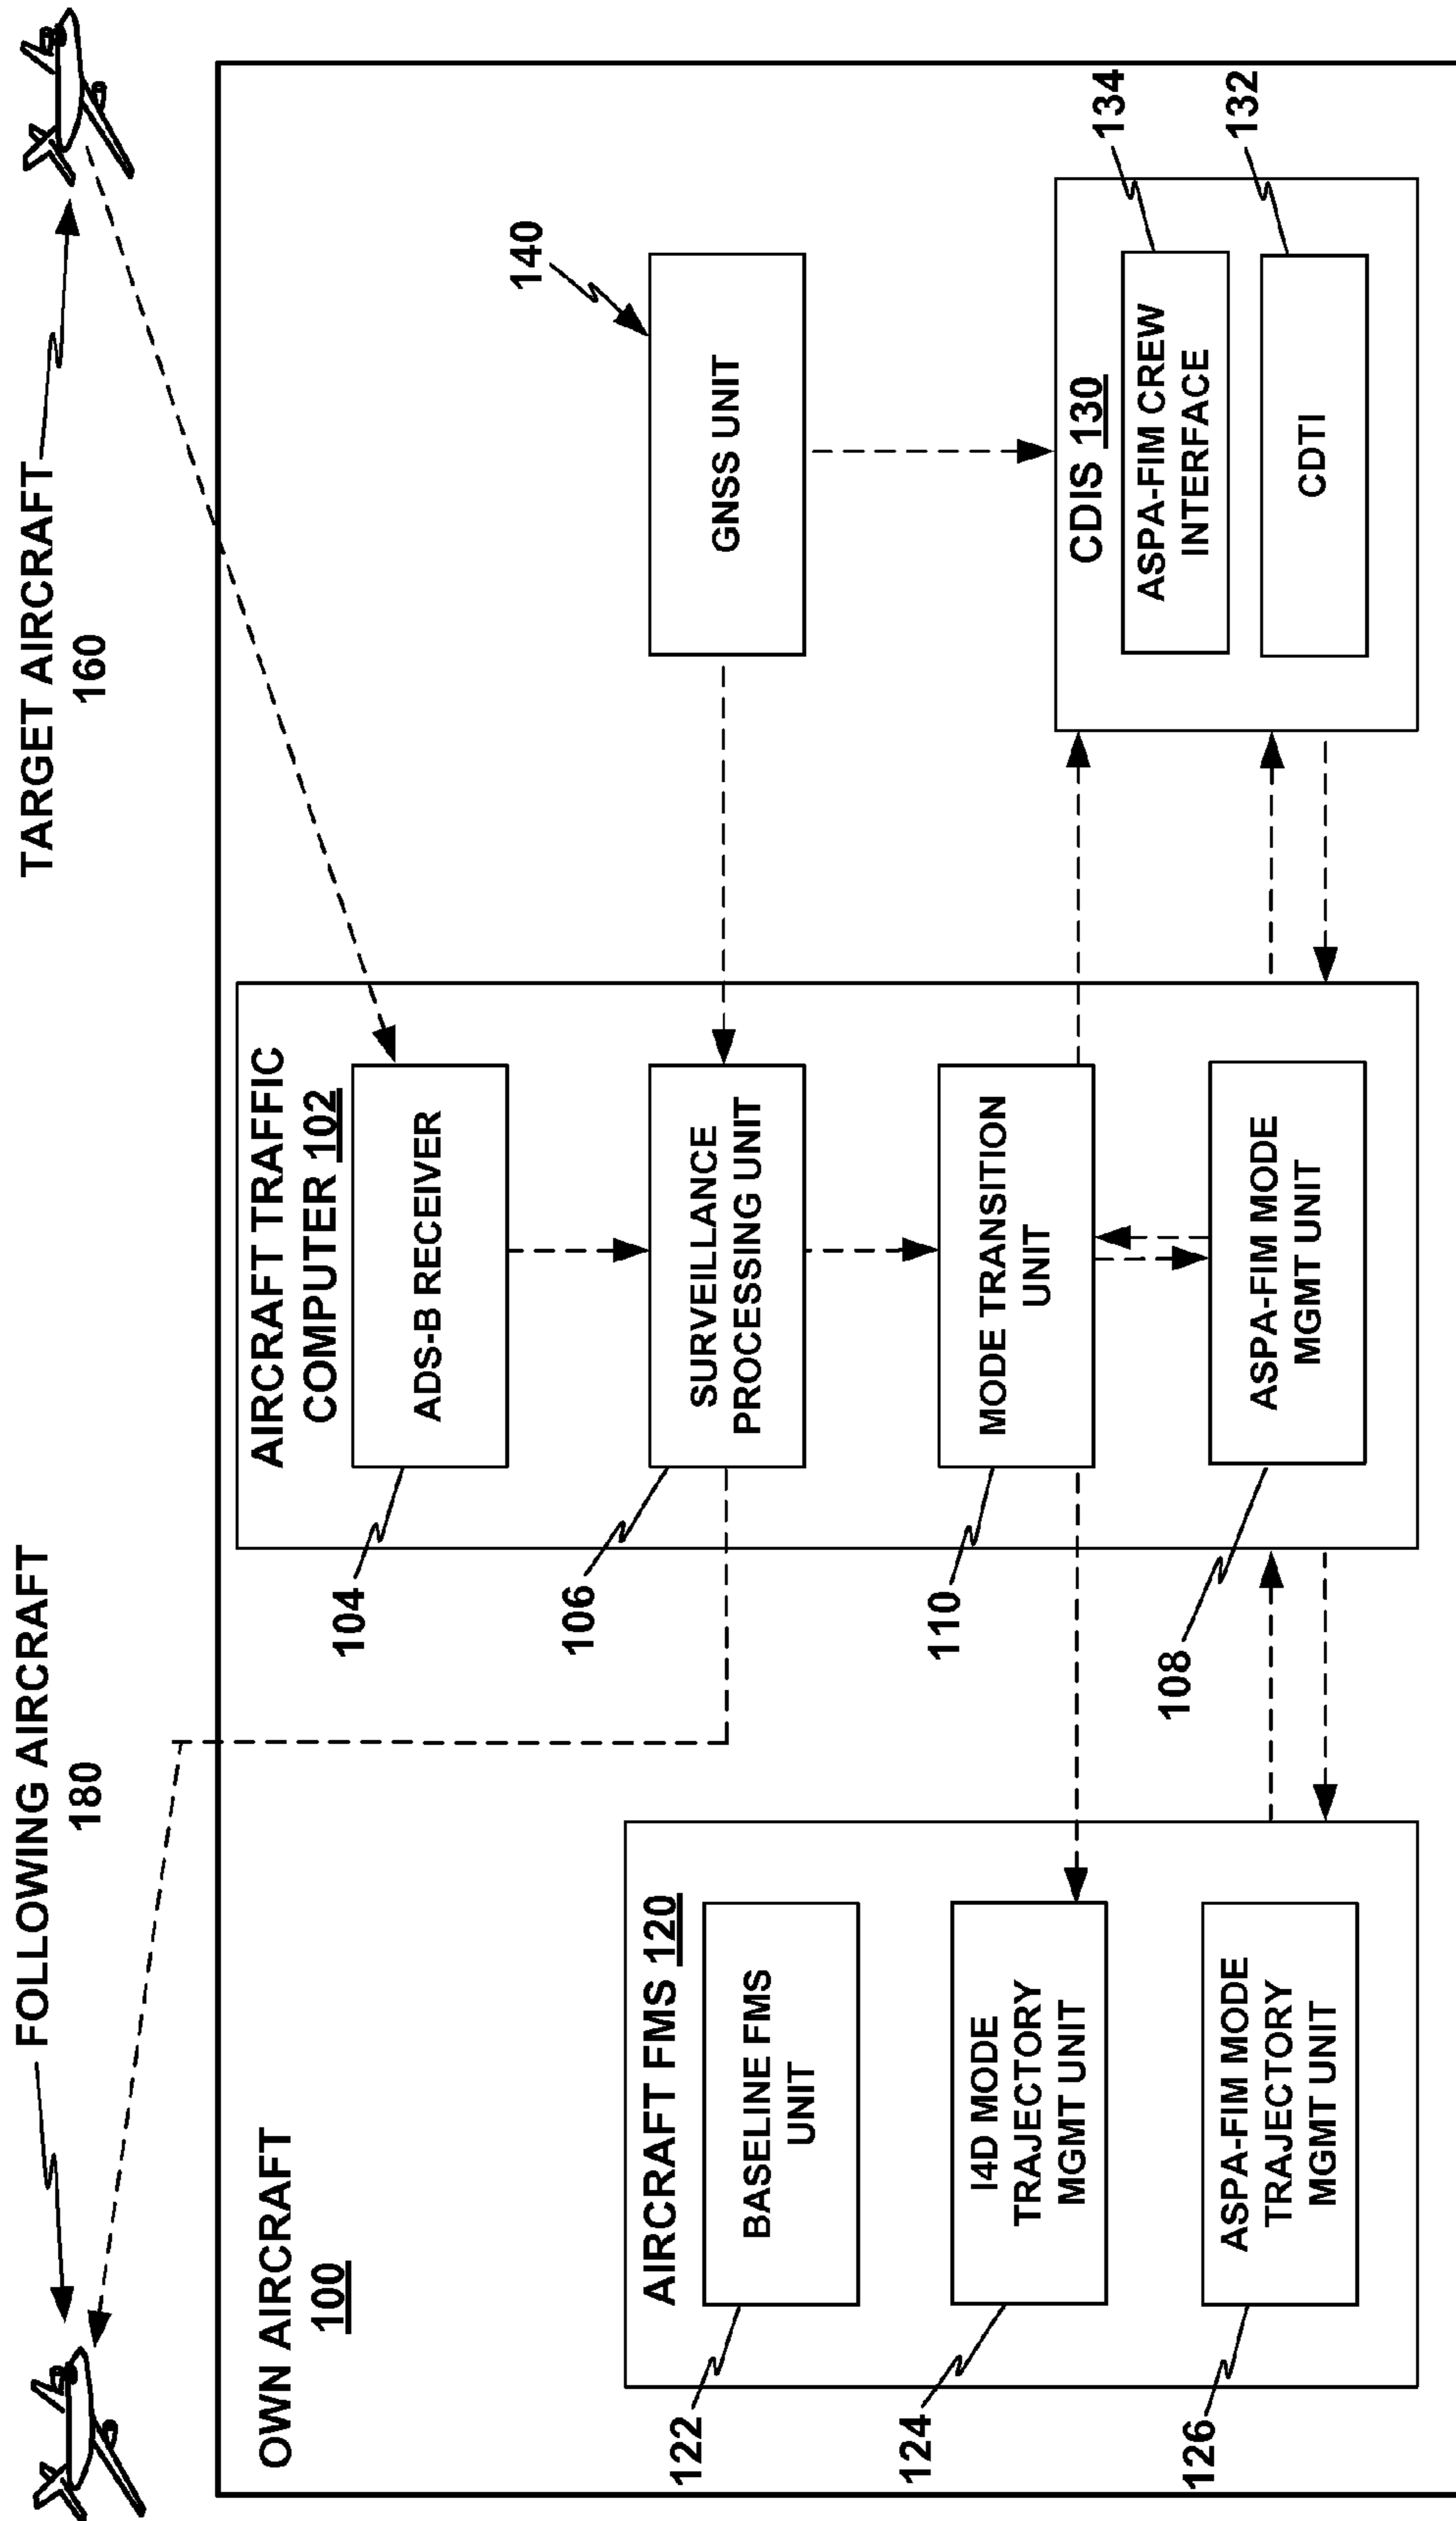 FOLLOWING AIRCRAFT
180
TARGET AIRCRAFT
160
OWN AIRCRAFT
100
AIRCRAFT FMS 120
BASELINE FMS
UNIT
122
I4D MODE
TRAJECTORY
MGMT UNIT
124
ASPA-FIM MODE
TRAJECTORY
MGMT UNIT
126
AIRCRAFT TRAFFIC
COMPUTER 102
ADS-B RECEIVER
104
SURVEILLANCE
PROCESSING UNIT
106
MODE TRANSITION
UNIT
110
ASPA-FIM MODE
MGMT UNIT
108
140
GNSS UNIT
CDIS 130
ASPA-FIM CREW
INTERFACE
134
CDTI
132